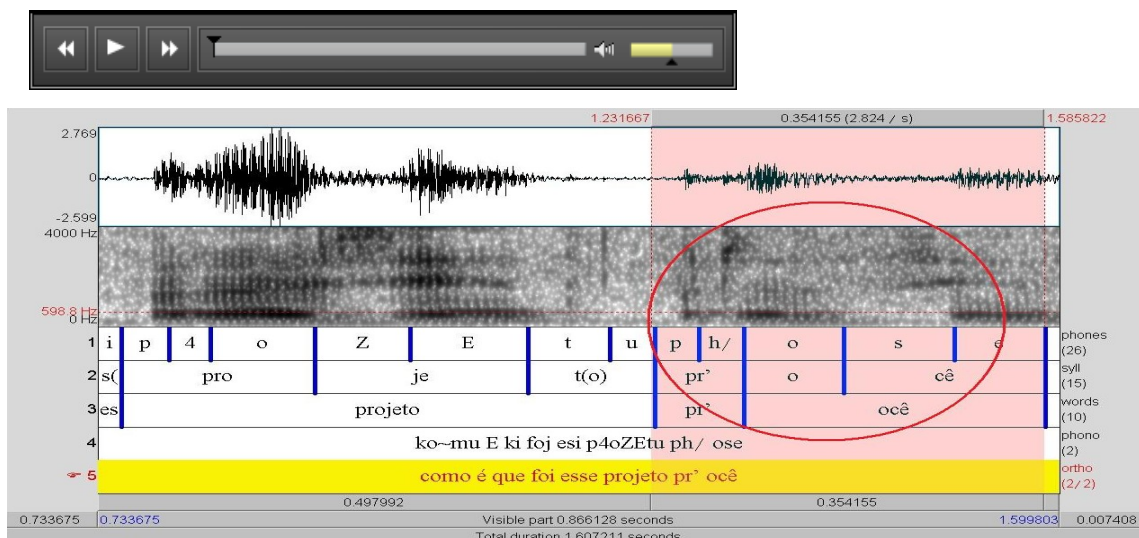 1.231667 0.354155 (2.824 / s) 1.585822
2.769
0
-2.599
4000 Hz
598.8 Hz
0 Hz
1 i p 4 o Z E t u p h/ o s e phones (26)
2 s( pro je t(o) pr' o cê syll (15)
3 es projeto pr' ocê words (10)
4 ko~mu E ki foj esi p4oZEtu ph/ ose phono (2)
5 como é que foi esse projeto pr' ocê ortho (2/2)
0.497992 0.354155
0.733675 0.733675 Visible part 0.866128 seconds 1.599803 0.007408
Total duration 1.607211 seconds